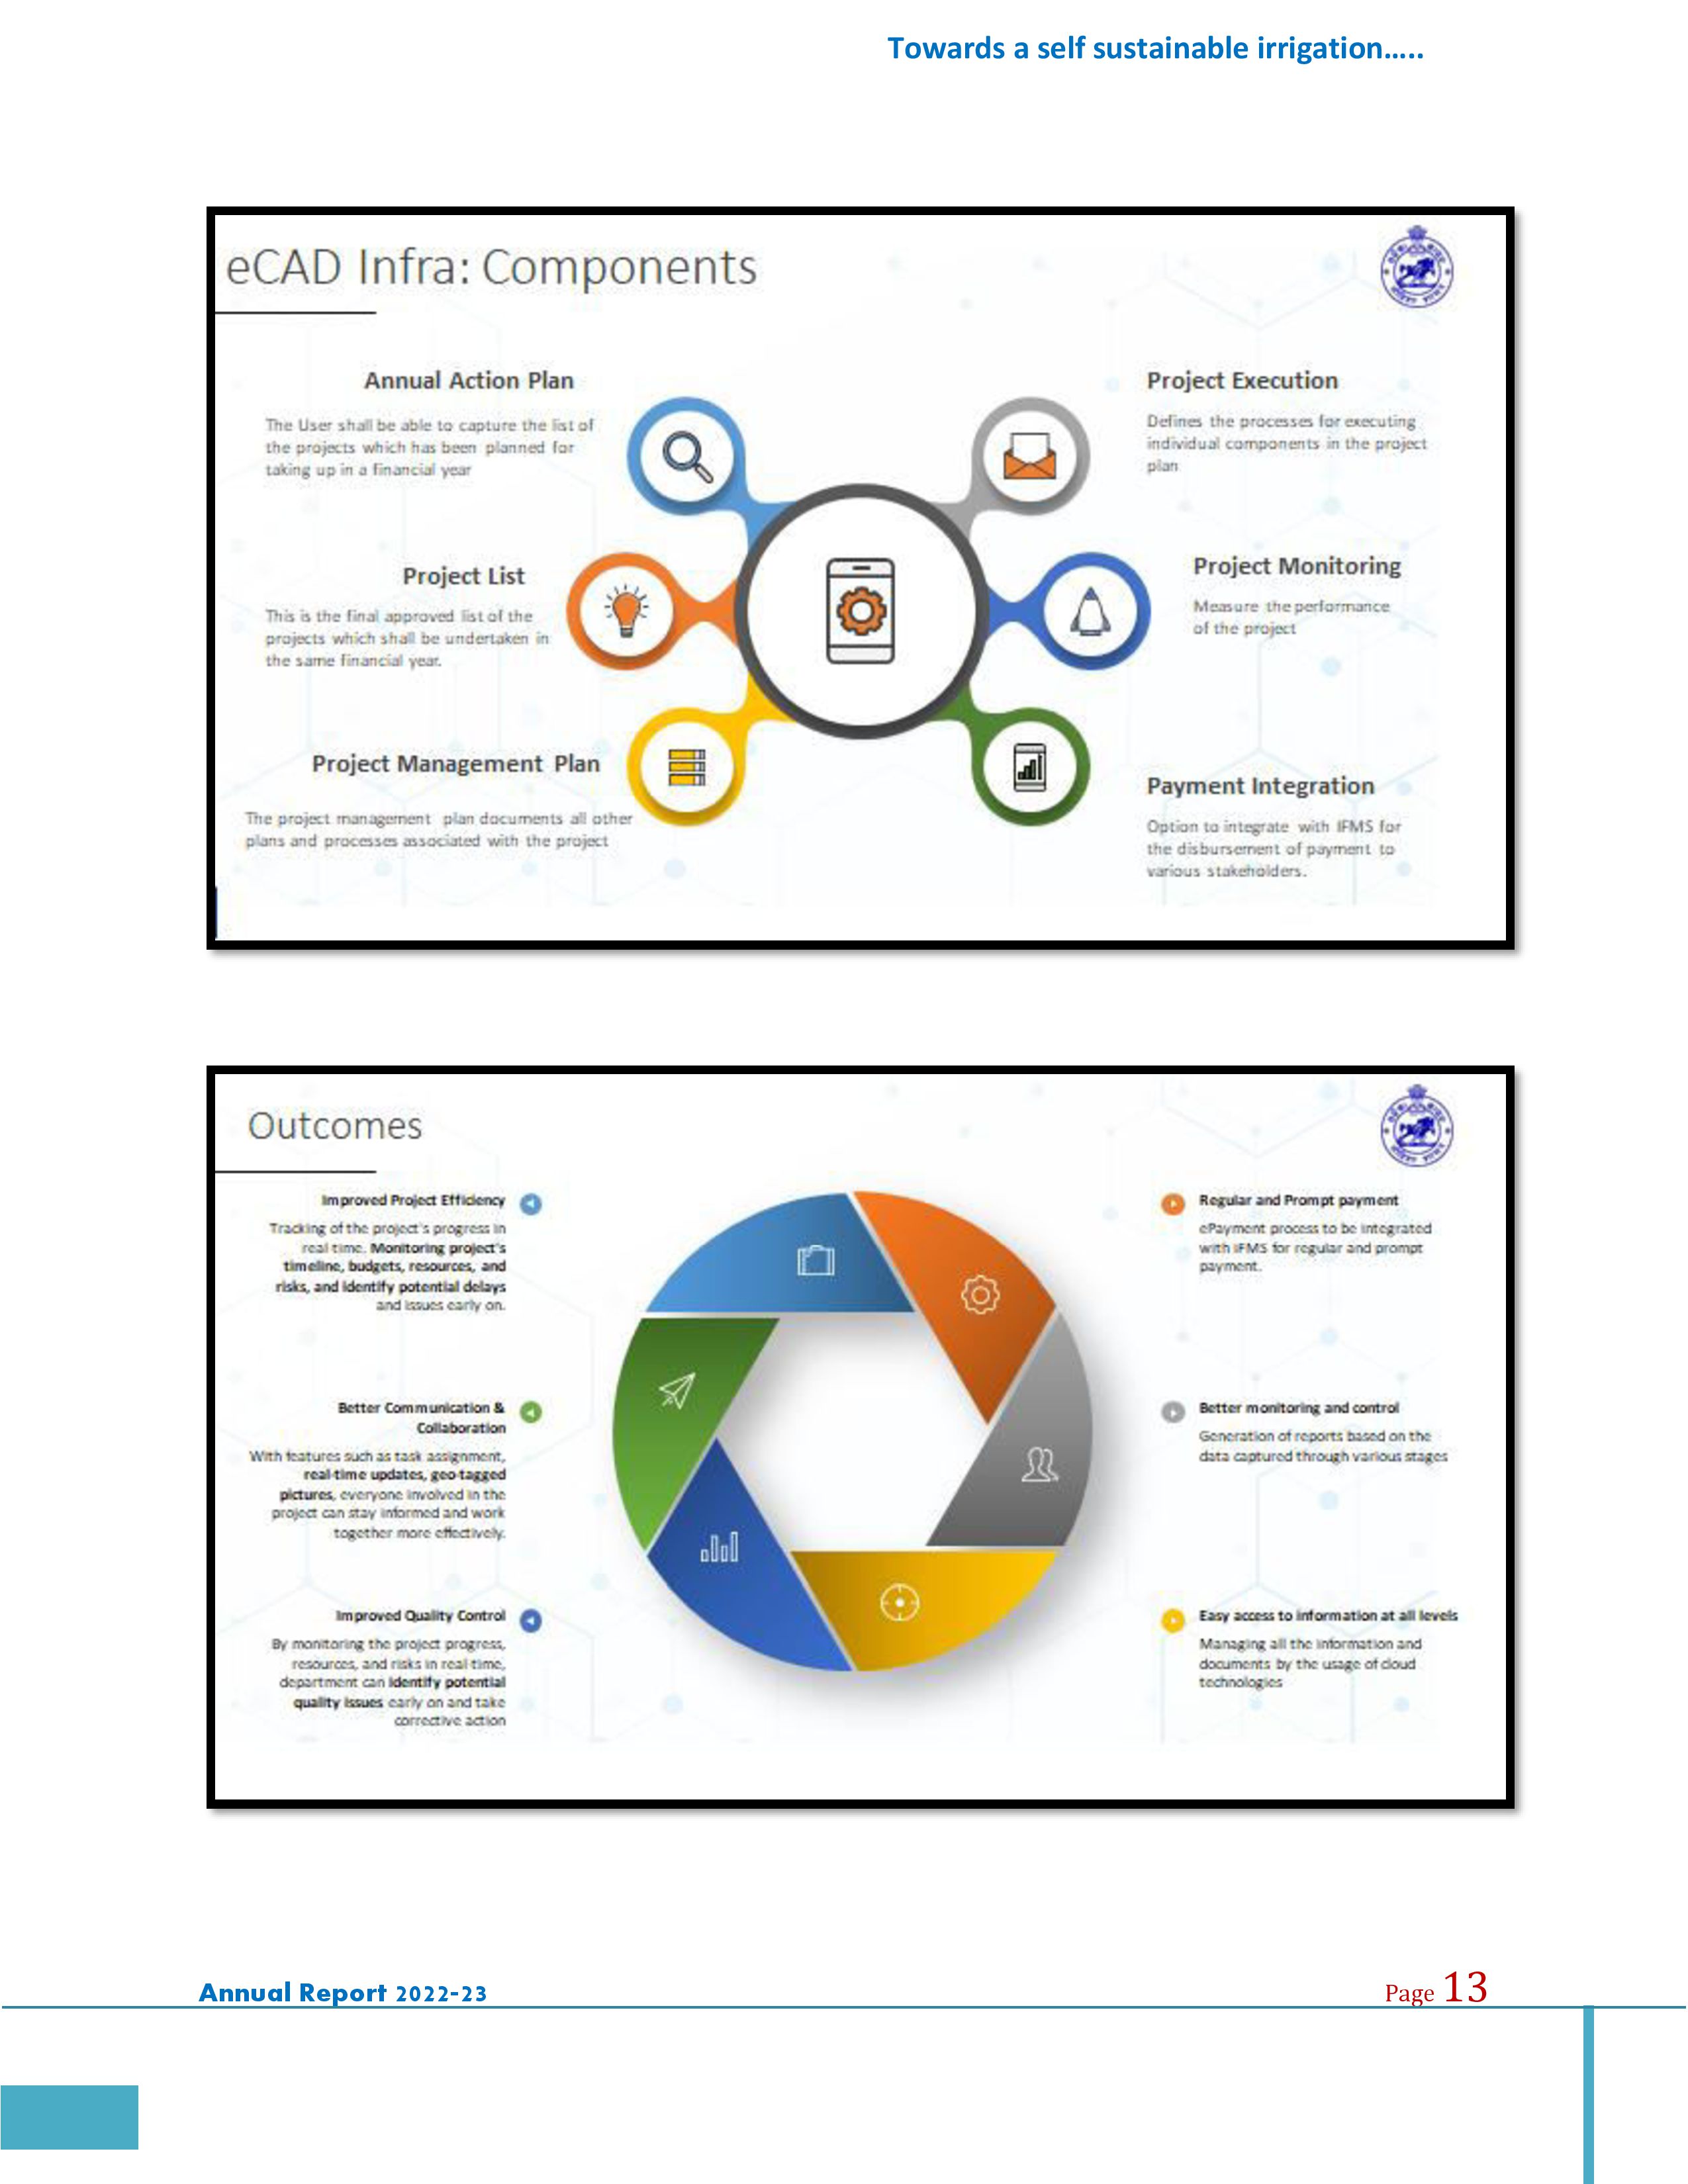 Towards a self sustainable irrigation.....
eCAD Infra: Components
Annual Action Plan
The User shall be able to capture the list of
the projects which has been planned for
taking up in a financial year
Project List
This is the final approved list of the
projects which shall be undertaken in
the same financial year.
Project Management Plan
The project management plan documents all other
plans and processes associated with the project
Project Execution
Defines the processes for executing
individual components in the project
plan
Project Monitoring
Measure the performance
of the project
Payment Integration
Option to integrate with IFMS for
the disbursement of payment to
various stakeholders.
Outcomes
Improved Project Efficiency
Tracking of the project's progress in
real time. Monitoring project's
timeline, budgets, resources, and
risks, and identify potential delays
and issues early on.
Better Communication &
Collaboration
With features such as task assignment,
real-time updates, geo-tagged
pictures, everyone involved in the
project can stay informed and work
together more effectively.
Improved Quality Control
By monitoring the project progress,
resources, and risks in real time,
department can identify potential
quality issues early on and take
corrective action
Regular and Prompt payment
ePayment process to be integrated
with IFMS for regular and prompt
payment.
Better monitoring and control
Generation of reports based on the
data captured through various stages
Easy access to information at all levels
Managing all the information and
documents by the usage of cloud
technologies
Annual Report 2022-23
Page 13